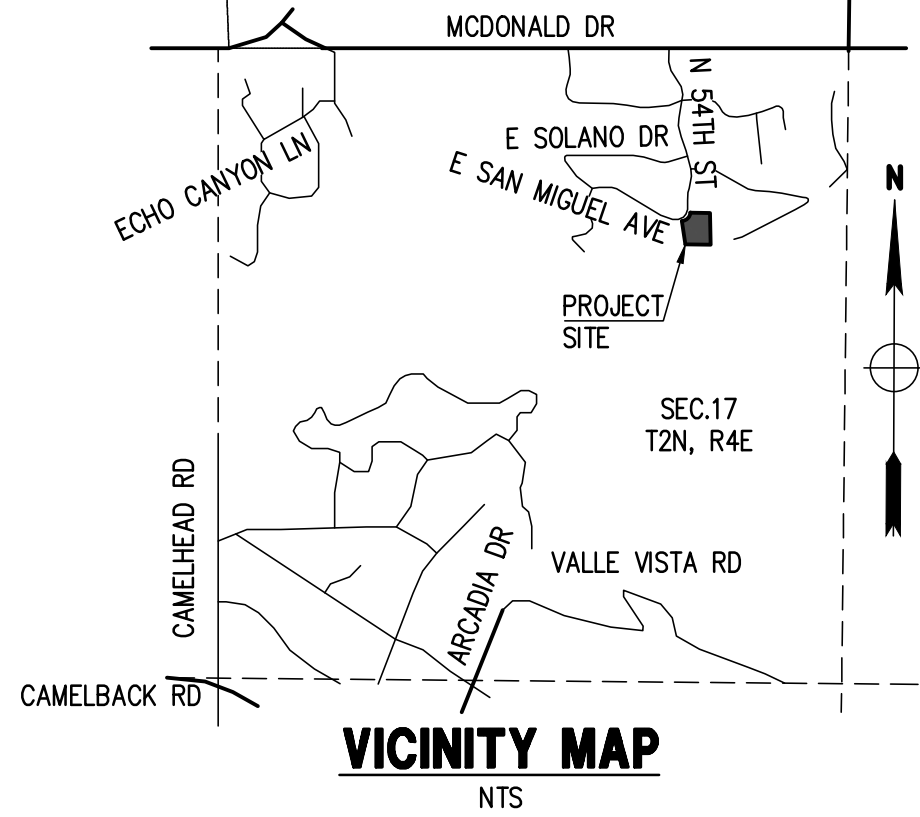 MCDONALD DR
N 54TH ST
E SOLANO DR
E SAN MIGUEL AVE
ECHO CANYON LN
N
PROJECT
SITE
SEC.17
T2N, R4E
CAMELHEAD RD
ARCADIA DR
VALLE VISTA RD
CAMELBACK RD
VICINITY MAP
NTS